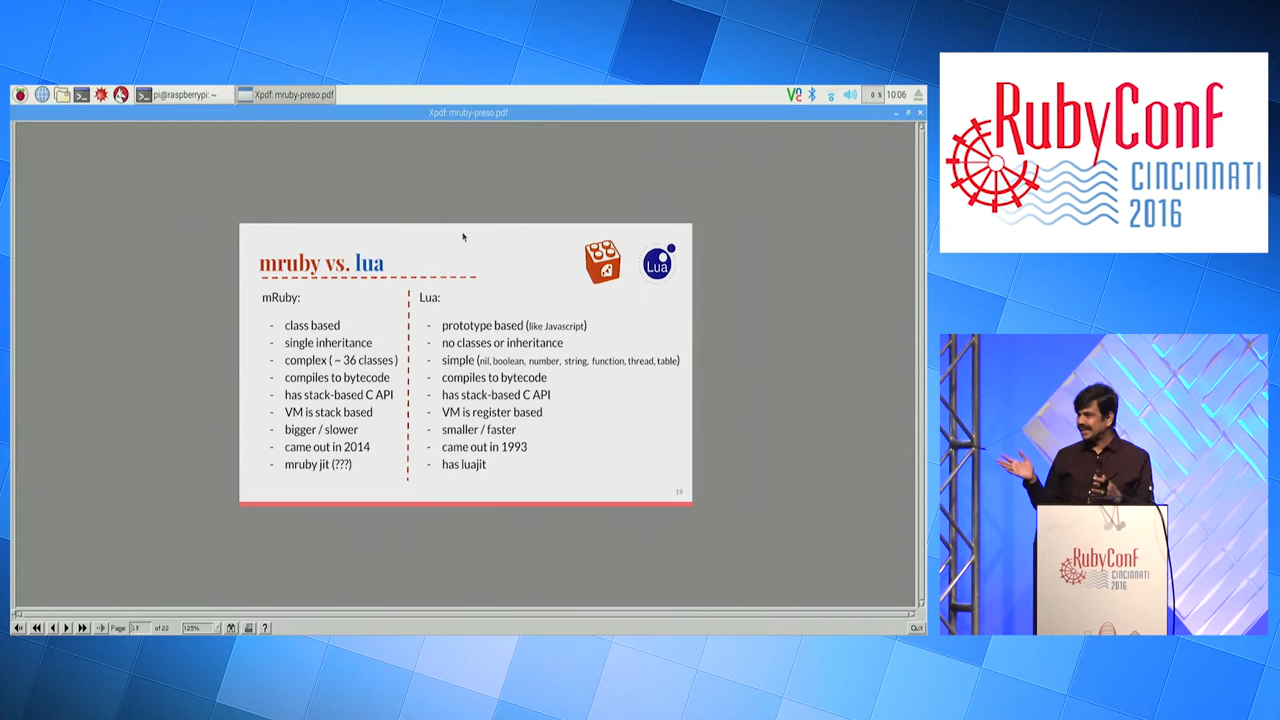 pi@raspberrypi: ~
Xpdf: mruby-preso.pdf
0 %
10:06
Xpdf: mruby-preso.pdf
mruby vs. lua
Lua
mRuby:
- class based
- single inheritance
- complex ( ~ 36 classes )
- compiles to bytecode
- has stack-based C API
- VM is stack based
- bigger / slower
- came out in 2014
- mruby jit (???)
Lua:
- prototype based (like Javascript)
- no classes or inheritance
- simple (nil, boolean, number, string, function, thread, table)
- compiles to bytecode
- has stack-based C API
- VM is register based
- smaller / faster
- came out in 1993
- has luajit
19
Page 19 of 22 125%
Quit
RubyConf
CINCINNATI
2016
RubyConf
CINCINNATI
2016